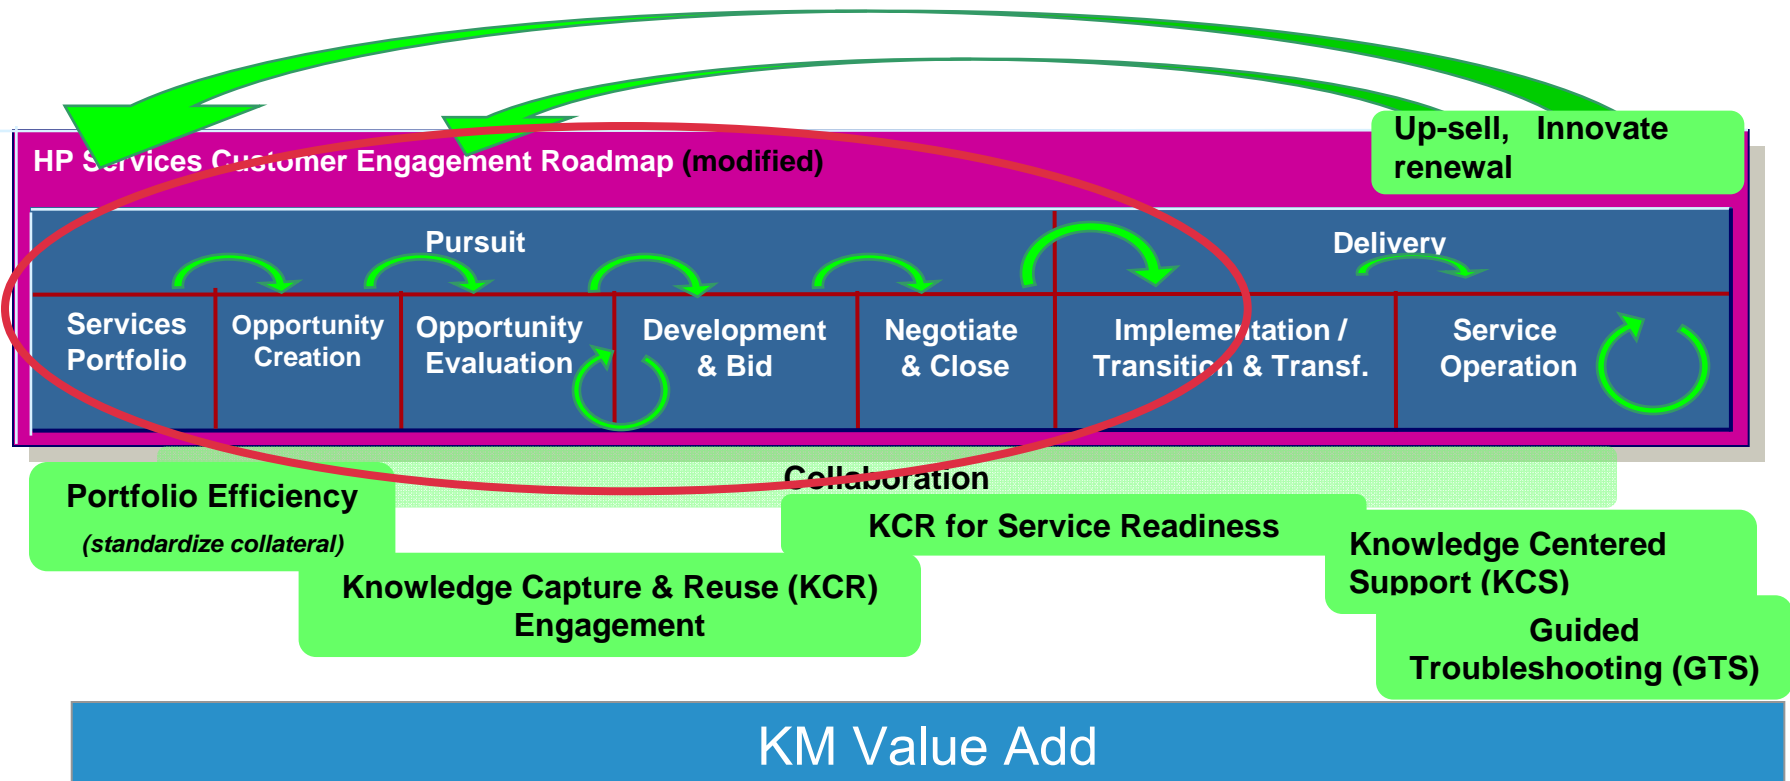 Up-sell, Innovate
renewal
HP Services Customer Engagement Roadmap (modified)
Pursuit
Delivery
Services
Portfolio
Opportunity
Creation
Opportunity
Evaluation
Development
& Bid
Negotiate
& Close
Implementation /
Transition & Transf.
Service
Operation
Collaboration
Portfolio Efficiency
(standardize collateral)
KCR for Service Readiness
Knowledge Centered
Support (KCS)
Knowledge Capture & Reuse (KCR)
Engagement
Guided
Troubleshooting (GTS)
KM Value Add